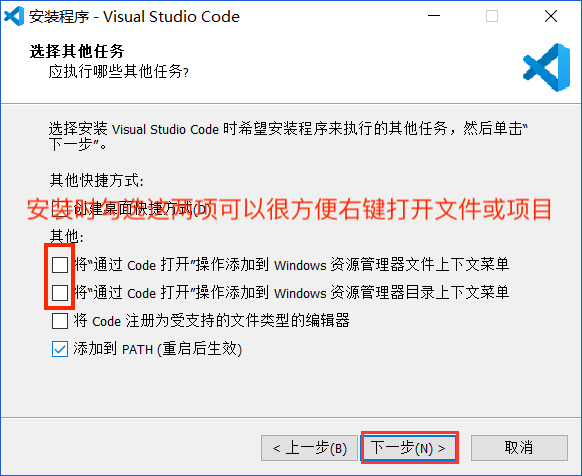 安装程序 - Visual Studio Code
选择其他任务
应执行哪些其他任务?
选择安装 Visual Studio Code 时希望安装程序来执行的其他任务，然后单击“
下一步”。
其他快捷方式:
创建桌面快捷方式(D)
安装时勾选这两项可以很方便右键打开文件或项目
其他:
将“通过 Code 打开”操作添加到 Windows 资源管理器文件上下文菜单
将“通过 Code 打开”操作添加到 Windows 资源管理器目录上下文菜单
将 Code 注册为受支持的文件类型的编辑器
添加到 PATH (重启后生效)
< 上一步(B)
下一步(N) >
取消